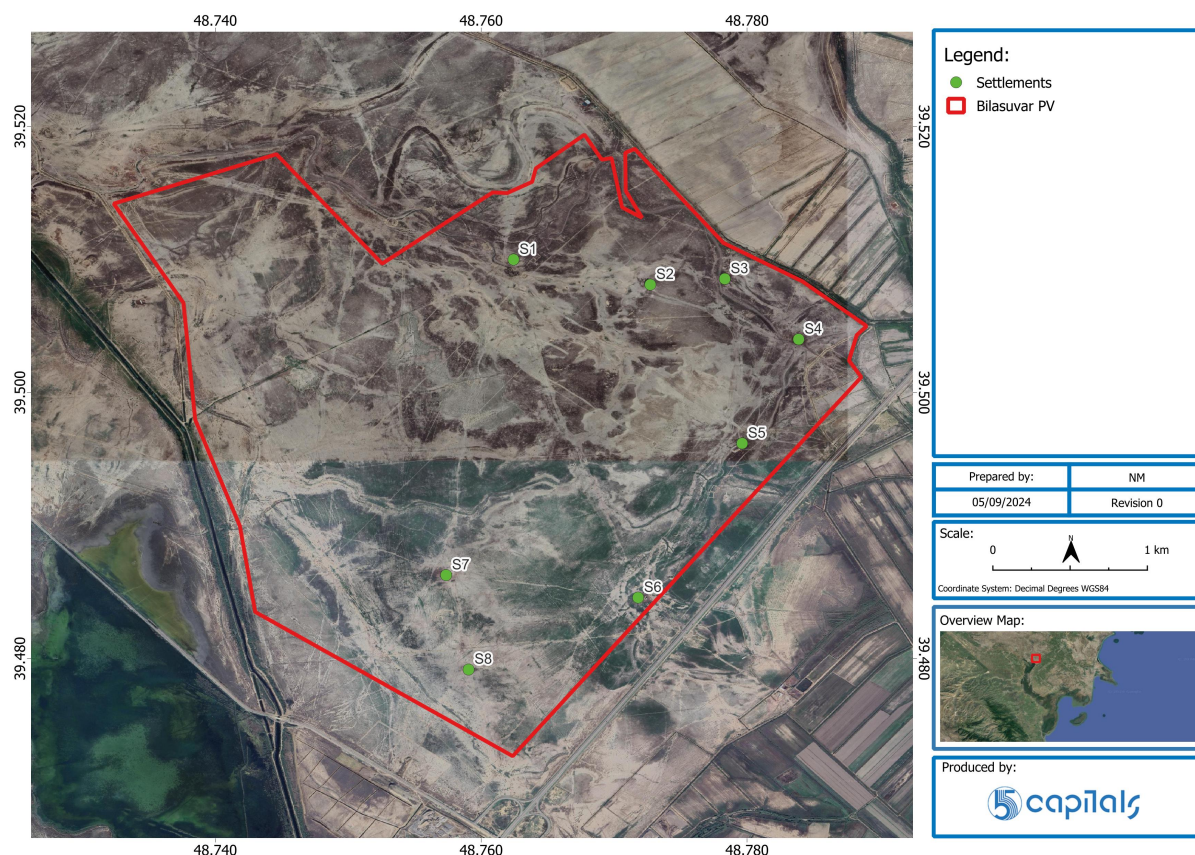 48.740
48.760
48.780
39.520
39.520
39.500
39.500
39.480
39.480
S1
S2
S3
S4
S5
S6
S7
S8
48.740
48.760
48.780
Legend:
Settlements
Bilasuvar PV
Prepared by:
NM
05/09/2024
Revision 0
Scale:
0
N
1 km
Coordinate System: Decimal Degrees WGS84
Overview Map:
Produced by:
5 capitals